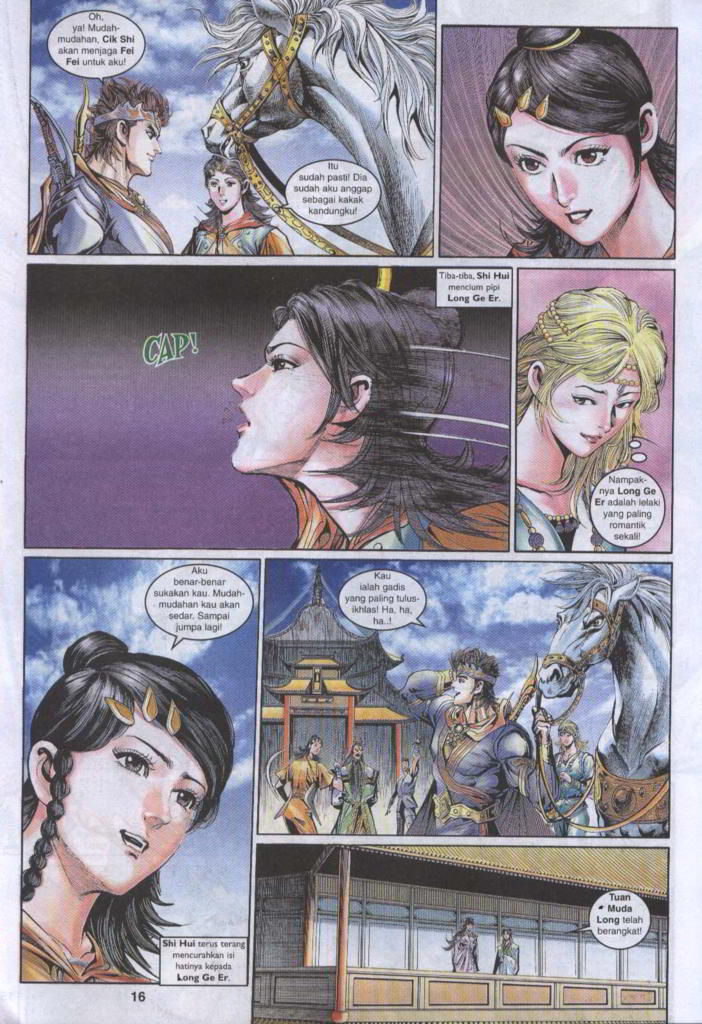 Oh,
ya! Mudah-
mudahan, Cik Shi
akan menjaga Fei
Fei untuk aku!
Itu
sudah pasti! Dia
sudah aku anggap
sebagai kakak
kandungku!
Tiba-tiba, Shi Hui
mencium pipi
Long Ge Er.
CAP!
Nampak-
nya Long Ge
Er adalah lelaki
yang paling
romantik
sekali!
Aku
benar-benar
sukakan kau. Mudah-
mudahan kau akan
sedar. Sampai
jumpa lagi!
Shi Hui terus terang
mencurahkan isi
hatinya kepada
Long Ge Er.
Kau
ialah gadis
yang paling tulus-
ikhlas! Ha, ha,
ha..!
Tuan
Muda
Long telah
berangkat!
16